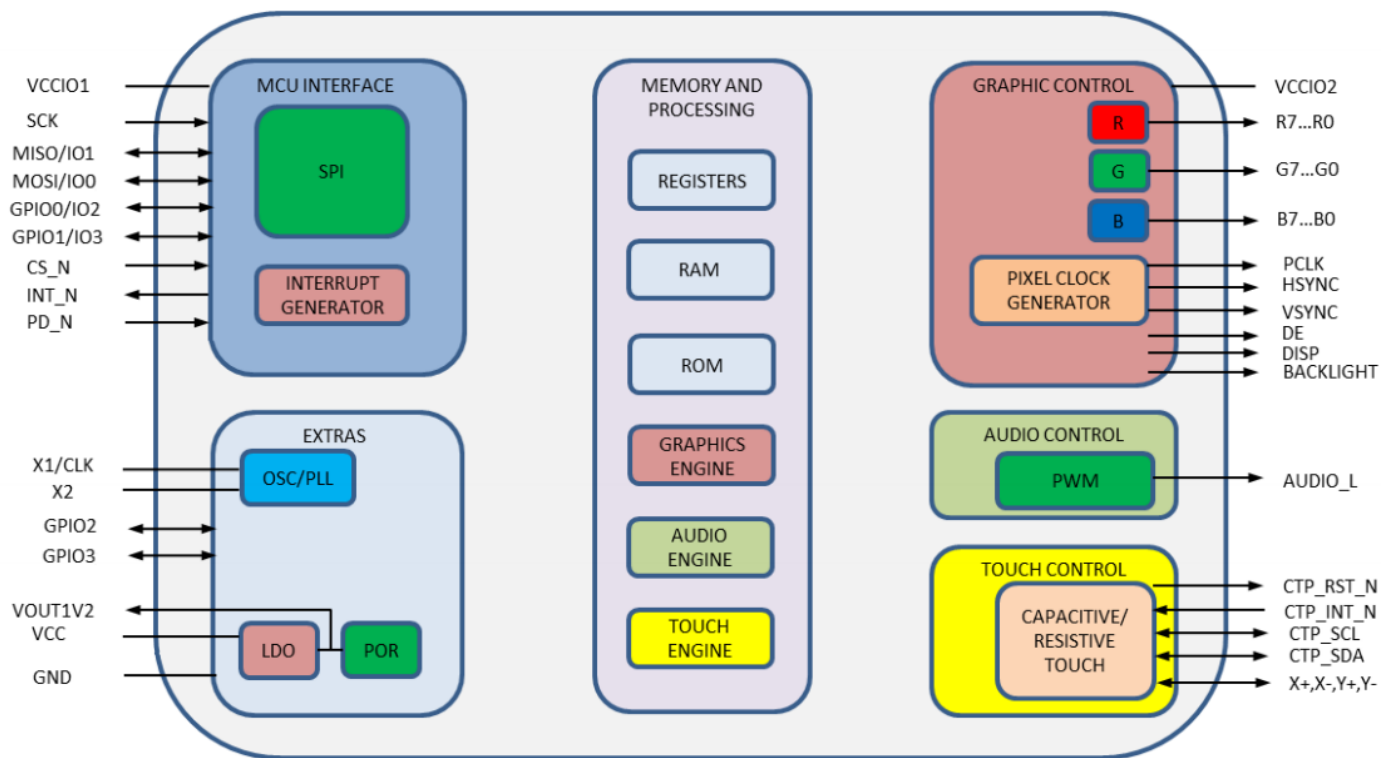 VCCIO1
SCK
MISO/IO1
MOSI/IO0
GPIO0/IO2
GPIO1/IO3
CS_N
INT_N
PD_N
MCU INTERFACE
SPI
INTERRUPT
GENERATOR
X1/CLK
X2
GPIO2
GPIO3
VOUT1V2
VCC
GND
EXTRAS
OSC/PLL
LDO
POR
MEMORY AND
PROCESSING
REGISTERS
RAM
ROM
GRAPHICS
ENGINE
AUDIO
ENGINE
TOUCH
ENGINE
GRAPHIC CONTROL
R
G
B
PIXEL CLOCK
GENERATOR
VCCIO2
R7...R0
G7...G0
B7...B0
PCLK
HSYNC
VSYNC
DE
DISP
BACKLIGHT
AUDIO CONTROL
PWM
AUDIO_L
TOUCH CONTROL
CAPACITIVE/
RESISTIVE
TOUCH
CTP_RST_N
CTP_INT_N
CTP_SCL
CTP_SDA
X+,X-,Y+,Y-